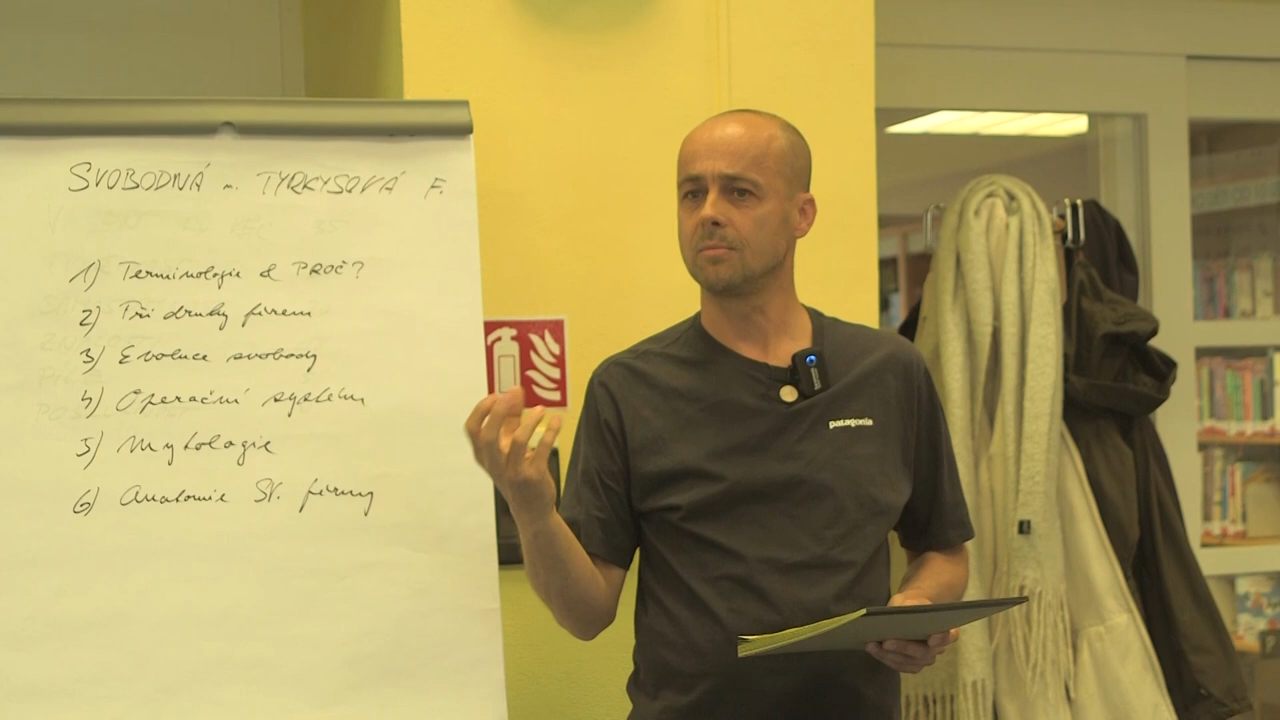 SVOBODNÁ n. TYRKYSOVÁ F.
1) Terminologie & PROČ?
2) Tři druhy firem
3) Evoluce svobody
4) Operační systém
5) Mytologie
6) Anatomie SV. firmy
patagonia